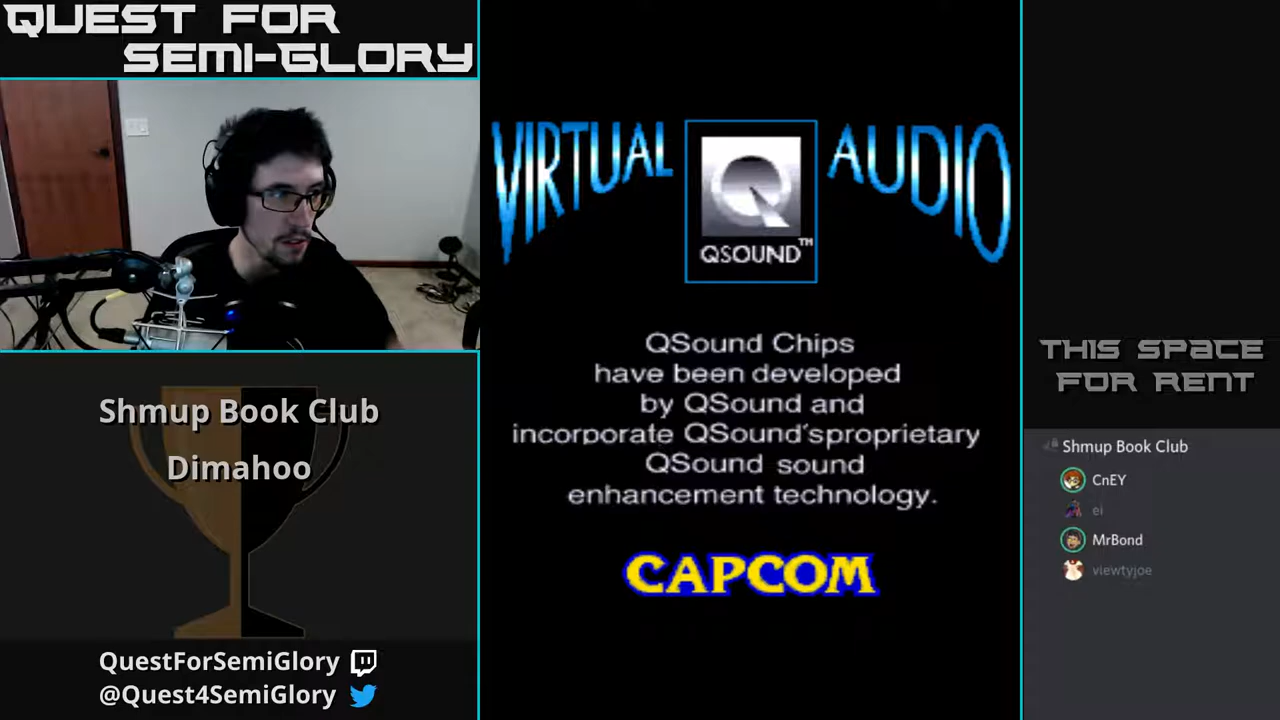 QUEST FOR
SEMI-GLORY
VIRTUAL
AUDIO
QSOUND™
QSound Chips
have been developed
by QSound and
incorporate QSound'sproprietary
QSound sound
enhancement technology.
CAPCOM
Shmup Book Club
Dimahoo
QuestForSemiGlory
@Quest4SemiGlory
THIS SPACE
FOR RENT
Shmup Book Club
CnEY
ei
MrBond
viewtyjoe